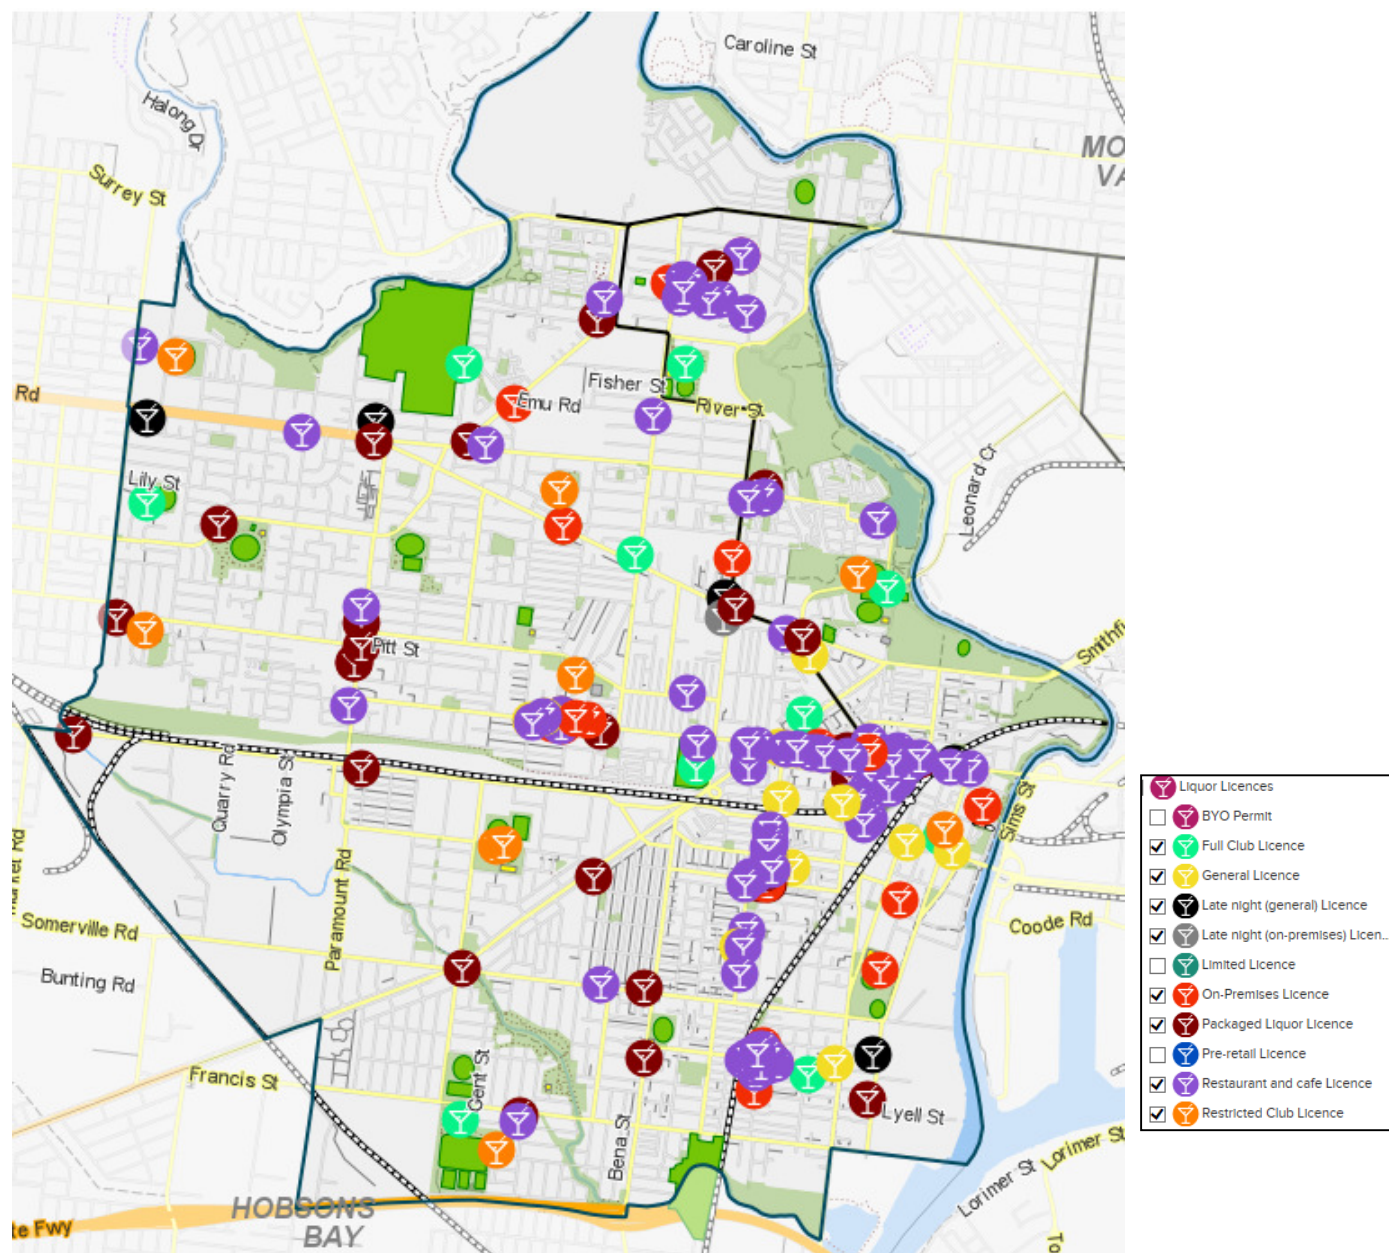 Caroline St
Halong Dr
MO
VA
Surrey St
Rd
Fisher St
Emu Rd
River St
Leonard Cr
Lily St
Pitt St
Smithfi
Quarry Rd
Olympia St
Sims St
Paramount Rd
Somerville Rd
Coode Rd
Bunting Rd
Francis St
Gent St
Lyell St
Bena St
Lorimer St
Lorimer St
HOBSONS
BAY
te Fwy
To
Liquor Licences
BYO Permit
Full Club Licence
General Licence
Late night (general) Licence
Late night (on-premises) Licen...
Limited Licence
On-Premises Licence
Packaged Liquor Licence
Pre-retail Licence
Restaurant and cafe Licence
Restricted Club Licence